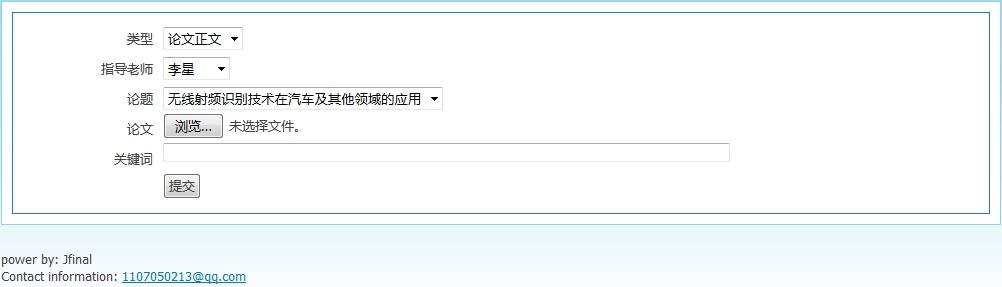 类型 论文正文
指导老师 李星
论题 无线射频识别技术在汽车及其他领域的应用
论文 浏览... 未选择文件。
关键词
提交
power by: Jfinal
Contact information: 1107050213@qq.com